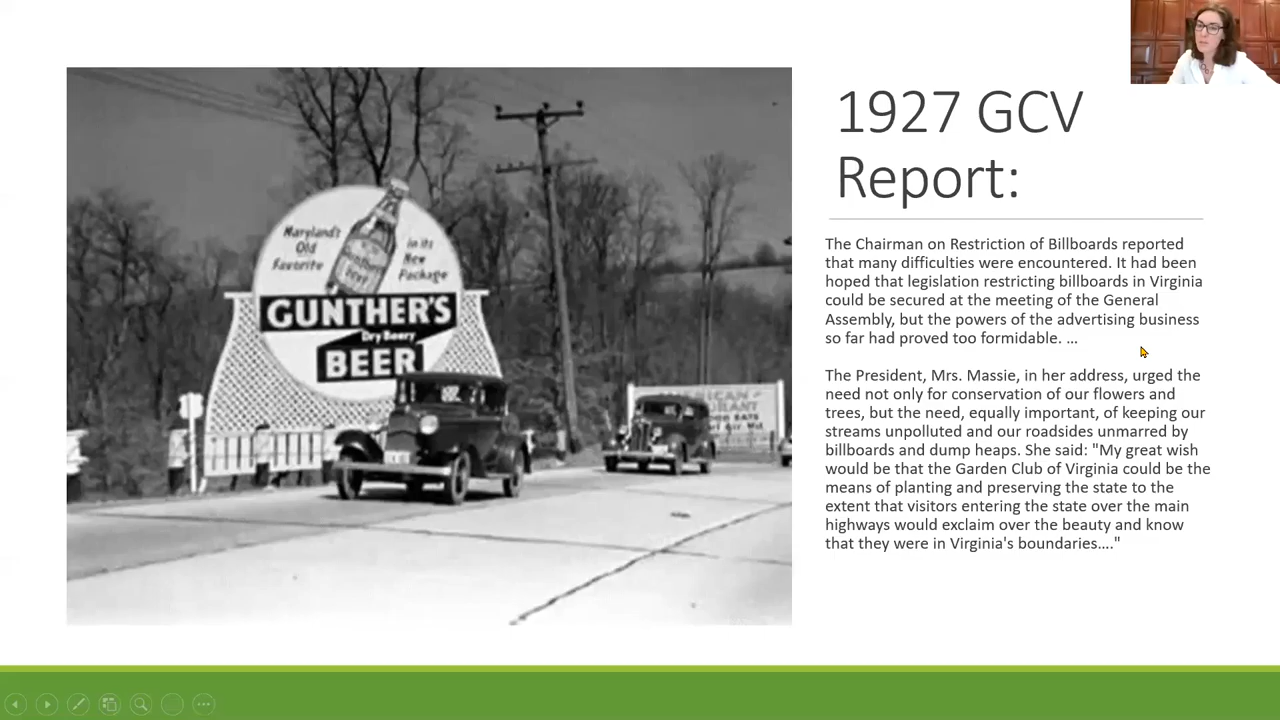 Maryland's
Old
Favorite
in its
New
Package
Gunther's
Beer
GUNTHER'S
Dry Beery
BEER
1927 GCV
Report:
The Chairman on Restriction of Billboards reported
that many difficulties were encountered. It had been
hoped that legislation restricting billboards in Virginia
could be secured at the meeting of the General
Assembly, but the powers of the advertising business
so far had proved too formidable. ...
The President, Mrs. Massie, in her address, urged the
need not only for conservation of our flowers and
trees, but the need, equally important, of keeping our
streams unpolluted and our roadsides unmarred by
billboards and dump heaps. She said: "My great wish
would be that the Garden Club of Virginia could be the
means of planting and preserving the state to the
extent that visitors entering the state over the main
highways would exclaim over the beauty and know
that they were in Virginia's boundaries...."